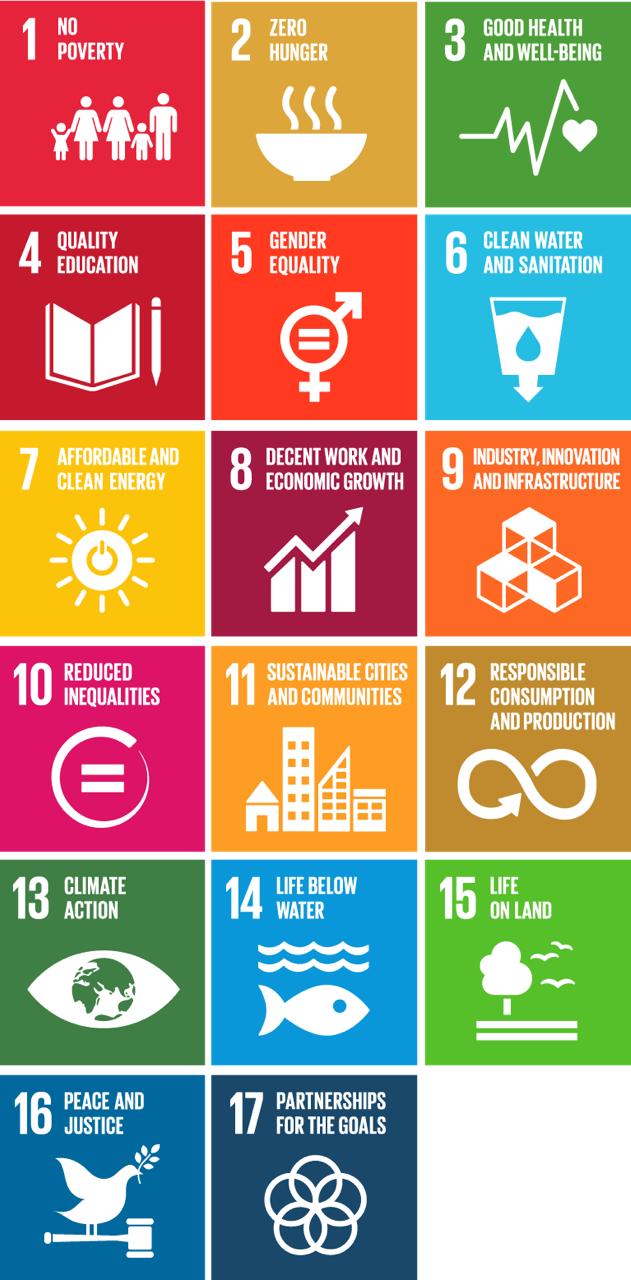 1 NO
POVERTY
2 ZERO
HUNGER
3 GOOD HEALTH
AND WELL-BEING
4 QUALITY
EDUCATION
5 GENDER
EQUALITY
6 CLEAN WATER
AND SANITATION
7 AFFORDABLE AND
CLEAN ENERGY
8 DECENT WORK AND
ECONOMIC GROWTH
9 INDUSTRY, INNOVATION
AND INFRASTRUCTURE
10 REDUCED
INEQUALITIES
11 SUSTAINABLE CITIES
AND COMMUNITIES
12 RESPONSIBLE
CONSUMPTION
AND PRODUCTION
13 CLIMATE
ACTION
14 LIFE BELOW
WATER
15 LIFE
ON LAND
16 PEACE AND
JUSTICE
17 PARTNERSHIPS
FOR THE GOALS